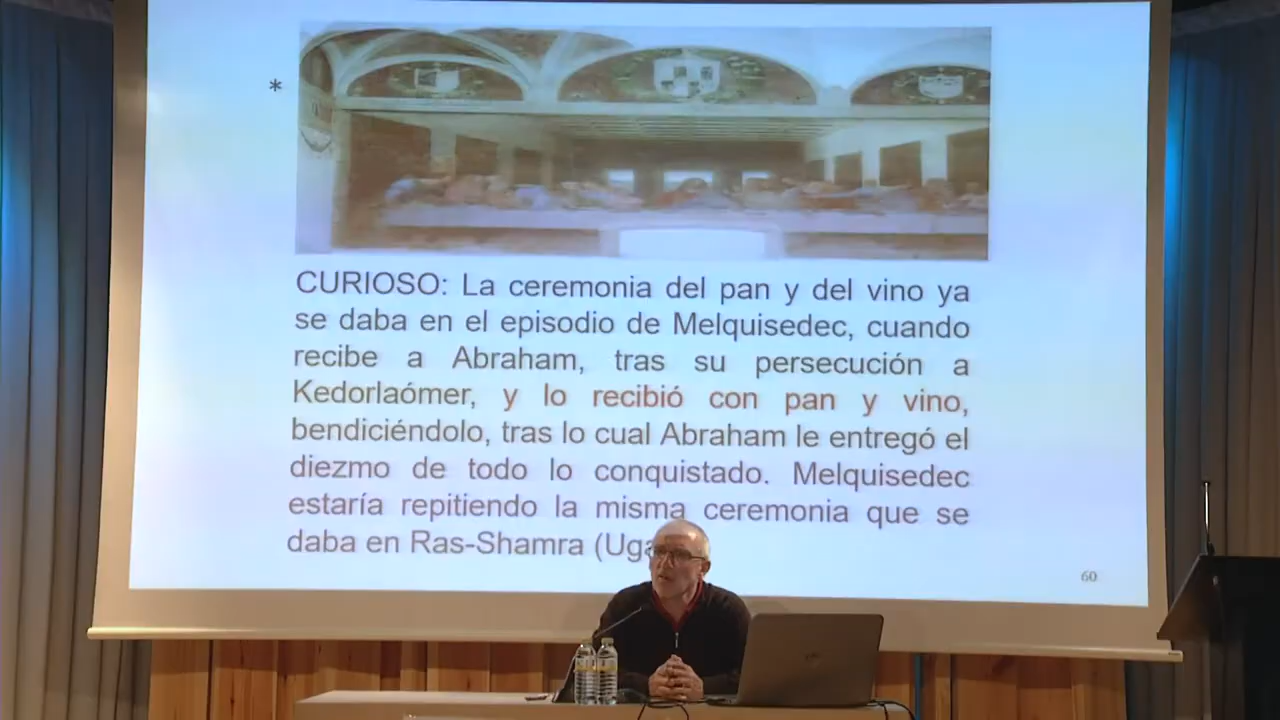 *
CURIOSO: La ceremonia del pan y del vino ya
se daba en el episodio de Melquisedec, cuando
recibe a Abraham, tras su persecución a
Kedorlaómer, y lo recibió con pan y vino,
bendiciéndolo, tras lo cual Abraham le entregó el
diezmo de todo lo conquistado. Melquisedec
estaría repitiendo la misma ceremonia que se
daba en Ras-Shamra
60